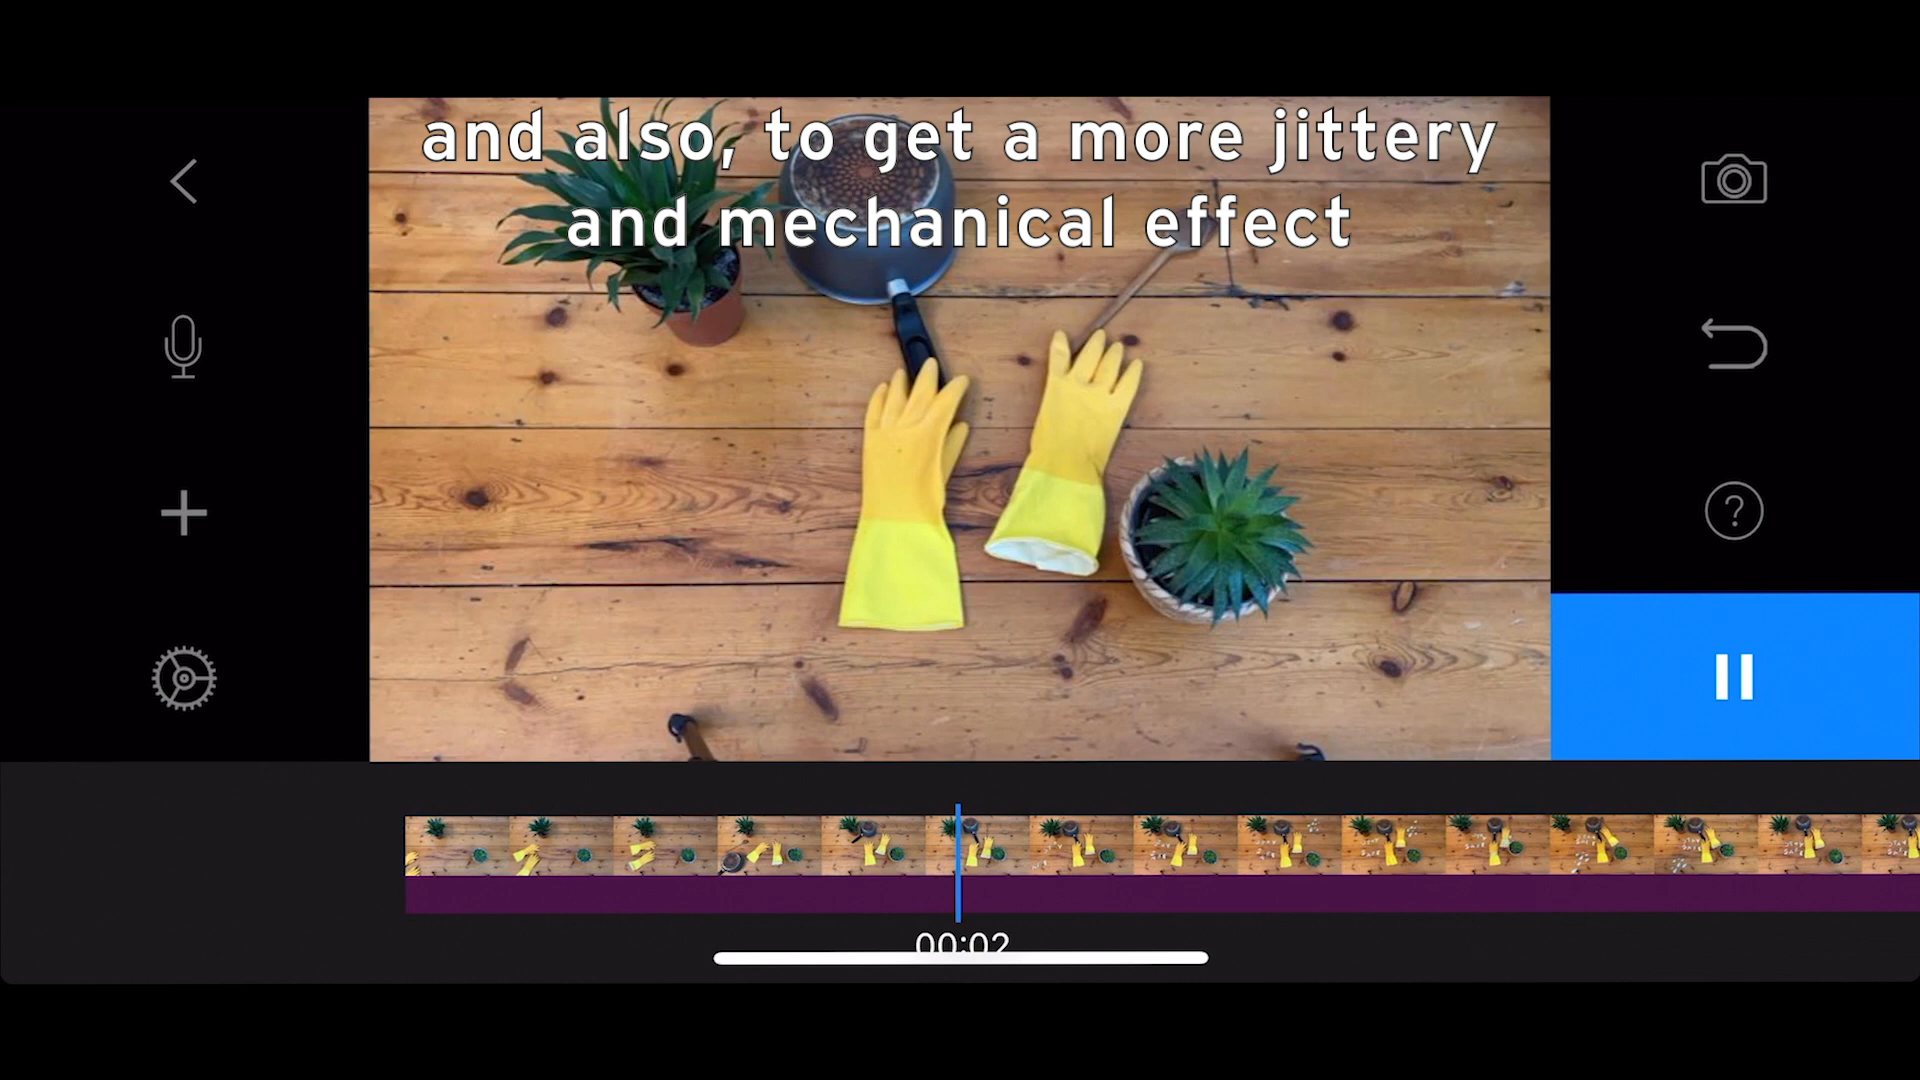 and also, to get a more jittery
and mechanical effect
?
00:02